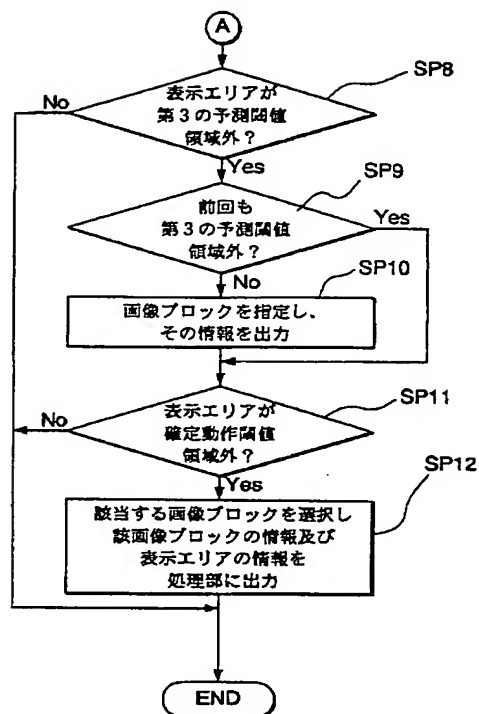 A
SP8
表示エリアが
第3の予測閾値
領域外？
No
Yes
SP9
前回も
第3の予測閾値
領域外？
Yes
No
SP10
画像ブロックを指定し、
その情報を出力
SP11
表示エリアが
確定動作閾値
領域外？
No
Yes
SP12
該当する画像ブロックを選択し
該画像ブロックの情報及び
表示エリアの情報を
処理部に出力
END